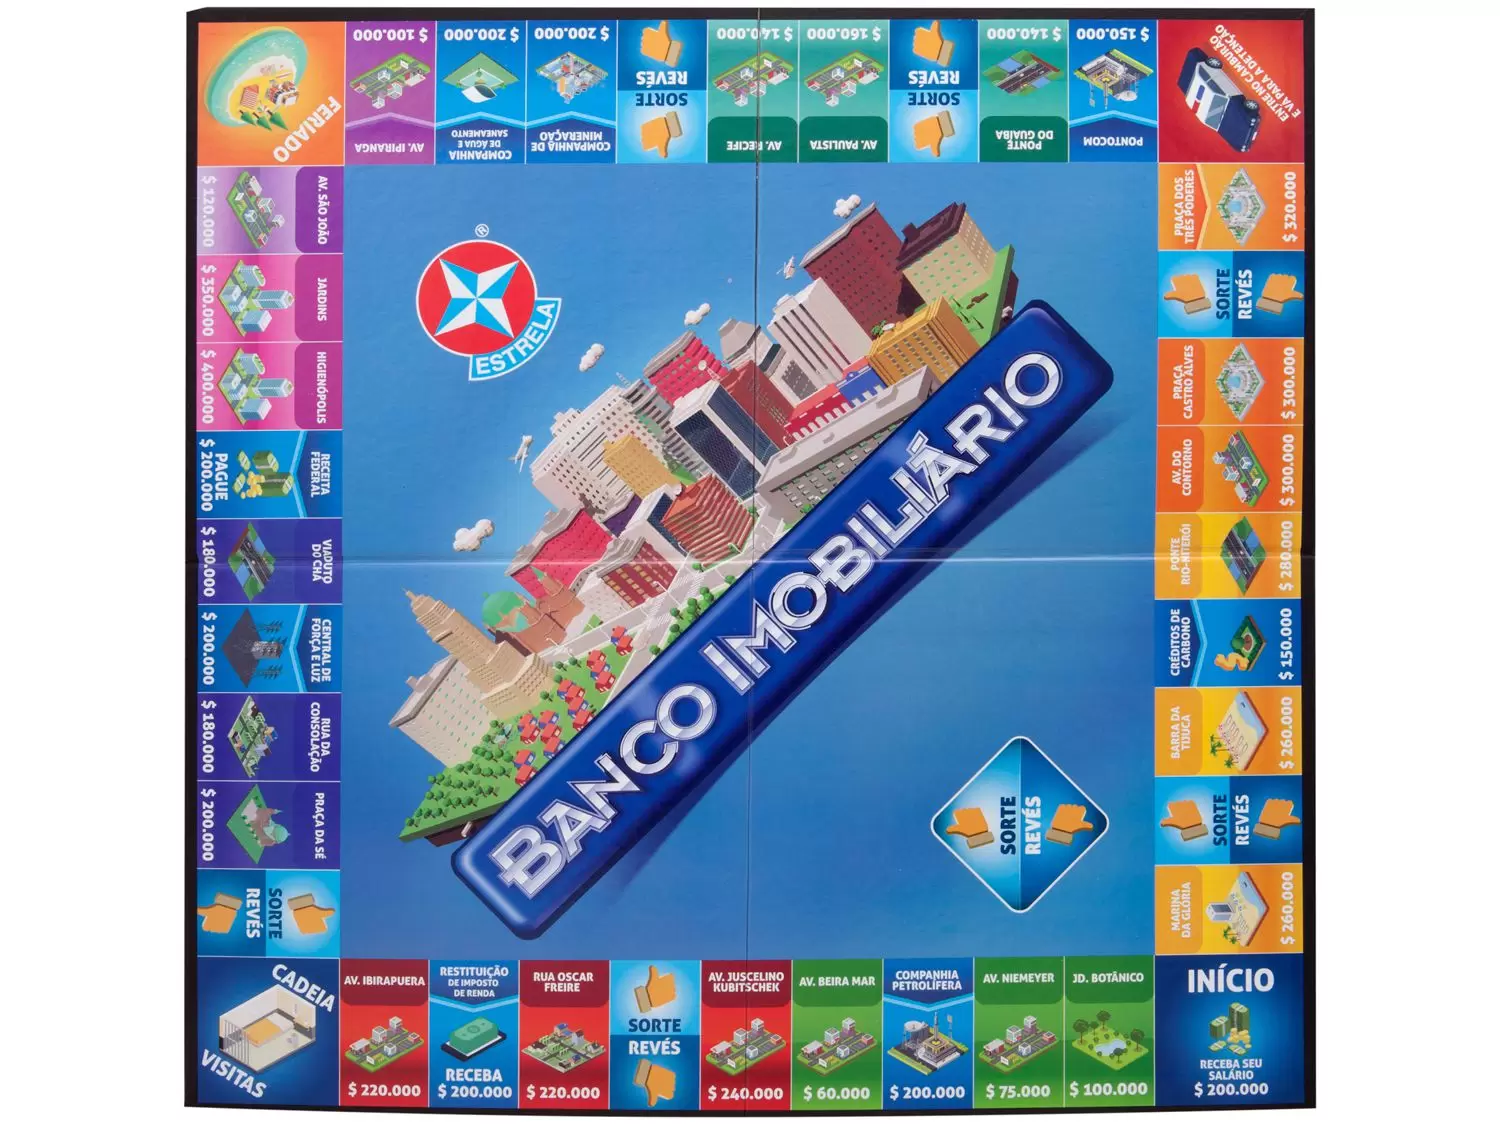 FERIADO
$ 100.000
AV. IPIRANGA
$ 200.000
COMPANHIA
DE ÁGUA E
SANEAMENTO
$ 200.000
COMPANHIA DE
MINERAÇÃO
SORTE
REVÉS
$ 140.000
AV. RECIFE
$ 160.000
AV. PAULISTA
SORTE
REVÉS
$ 140.000
PONTE
DO GUAÍBA
$ 150.000
PONTOCOM
ENTRE NO CAMBURÃO
E VÁ PARA A DETENÇÃO
AV. SÃO JOÃO
$ 120.000
JARDINS
$ 350.000
HIGIENÓPOLIS
$ 400.000
RECEITA
FEDERAL
PAGUE
$ 200.000
VIADUTO
DO CHÁ
$ 180.000
CENTRAL DE
FORÇA E LUZ
$ 200.000
RUA DA
CONSOLAÇÃO
$ 180.000
PRAÇA DA SÉ
$ 200.000
SORTE
REVÉS
®
ESTRELA
BANCO IMOBILIÁRIO
SORTE
REVÉS
PRAÇA DOS
TRÊS PODERES
$ 320.000
SORTE
REVÉS
PRAÇA
CASTRO ALVES
$ 300.000
AV. DO
CONTORNO
$ 300.000
PONTE
RIO-NITERÓI
$ 280.000
CRÉDITOS DE
CARBONO
$ 150.000
BARRA DA
TIJUCA
$ 260.000
SORTE
REVÉS
MARINA
DA GLÓRIA
$ 260.000
CADEIA
VISITAS
AV. IBIRAPUERA
$ 220.000
RESTITUIÇÃO
DE IMPOSTO
DE RENDA
RECEBA
$ 200.000
RUA OSCAR
FREIRE
$ 220.000
SORTE
REVÉS
AV. JUSCELINO
KUBITSCHEK
$ 240.000
AV. BEIRA MAR
$ 60.000
COMPANHIA
PETROLÍFERA
$ 200.000
AV. NIEMEYER
$ 75.000
JD. BOTÂNICO
$ 100.000
INÍCIO
RECEBA SEU
SALÁRIO
$ 200.000